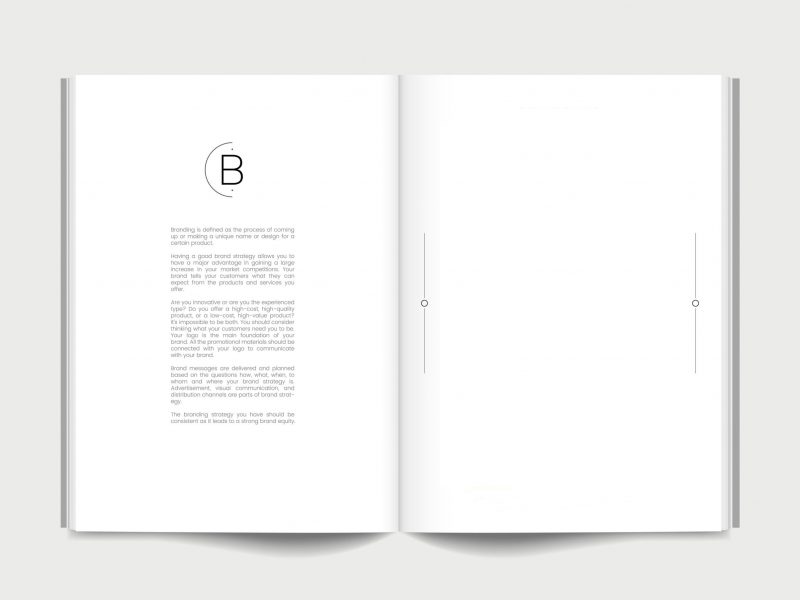 B
Branding is defined as the process of coming
up or making a unique name or design for a
certain product.
Having a good brand strategy allows you to
have a major advantage in gaining a large
increase in your market competitions. Your
brand tells your customers what they can
expect from the products and services you
offer.
Are you innovative or are you the experienced
type? Do you offer a high-cost, high-quality
product, or a low-cost, high-value product?
It's impossible to be both. You should consider
thinking what your customers need you to be.
Your logo is the main foundation of your
brand. All the promotional materials should be
connected with your logo to communicate
with your brand.
Brand messages are delivered and planned
based on the questions how, what, when, to
whom and where your brand strategy is.
Advertisement, visual communication, and
distribution channels are parts of brand strat-
egy.
The branding strategy you have should be
consistent as it leads to a strong brand equity.